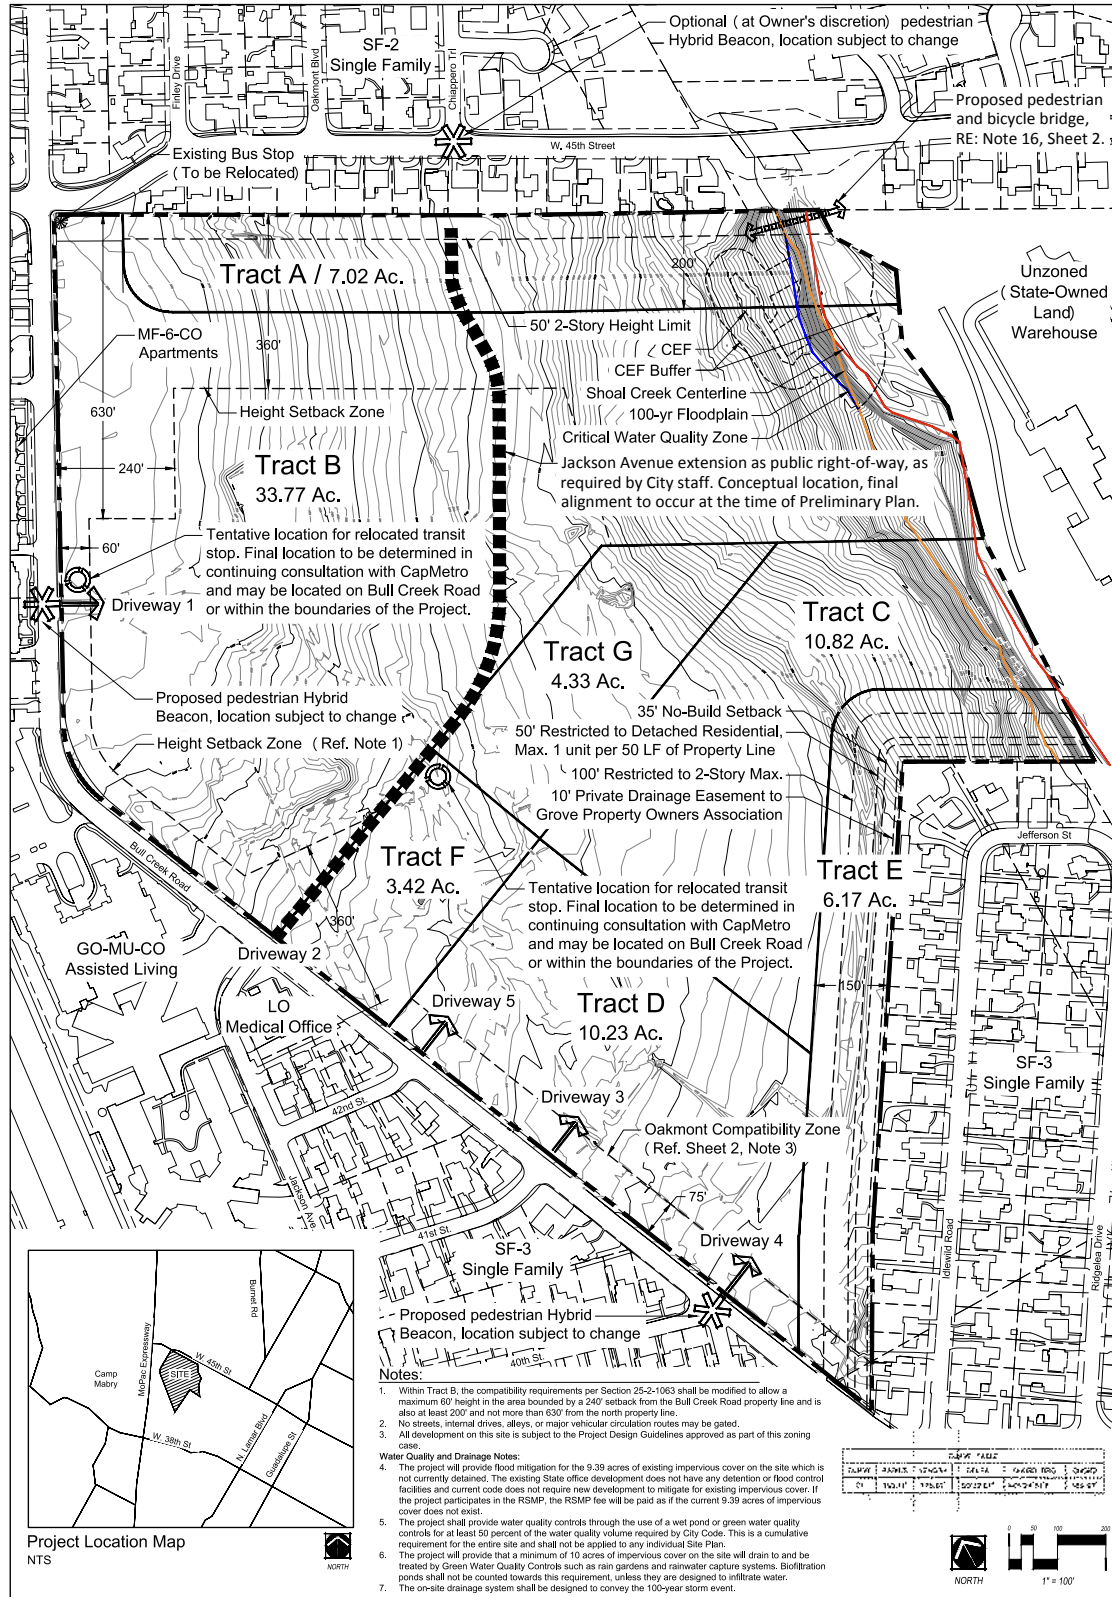 Optional ( at Owner's discretion) pedestrian
Hybrid Beacon, location subject to change
SF-2
Single Family
Finley Drive
Oakmont Blvd
Chiappero Trl
Proposed pedestrian
and bicycle bridge,
RE: Note 16, Sheet 2.
W. 45th Street
Existing Bus Stop
(To be Relocated)
Tract A / 7.02 Ac.
200'
Unzoned
( State-Owned
Land)
Warehouse
MF-6-CO
Apartments
360'
50' 2-Story Height Limit
CEF
CEF Buffer
Shoal Creek Centerline
100-yr Floodplain
Critical Water Quality Zone
630'
Height Setback Zone
240'
Tract B
33.77 Ac.
Jackson Avenue extension as public right-of-way, as
required by City staff. Conceptual location, final
alignment to occur at the time of Preliminary Plan.
60'
Tentative location for relocated transit
stop. Final location to be determined in
continuing consultation with CapMetro
and may be located on Bull Creek Road
or within the boundaries of the Project.
Driveway 1
Tract C
10.82 Ac.
Tract G
4.33 Ac.
Proposed pedestrian Hybrid
Beacon, location subject to change
Height Setback Zone ( Ref. Note 1)
35' No-Build Setback
50' Restricted to Detached Residential,
Max. 1 unit per 50 LF of Property Line
100' Restricted to 2-Story Max.
10' Private Drainage Easement to
Grove Property Owners Association
Jefferson St
Bull Creek Road
Tract F
3.42 Ac.
Tract E
6.17 Ac.
360'
Tentative location for relocated transit
stop. Final location to be determined in
continuing consultation with CapMetro
and may be located on Bull Creek Road
or within the boundaries of the Project.
GO-MU-CO
Assisted Living
Driveway 2
150'
LO
Medical Office
Driveway 5
Tract D
10.23 Ac.
SF-3
Single Family
42nd St.
Driveway 3
Oakmont Compatibility Zone
( Ref. Sheet 2, Note 3)
Jackson Ave.
75'
41st St.
SF-3
Single Family
Driveway 4
Idlewild Road
Ridgelea Drive
Proposed pedestrian Hybrid
Beacon, location subject to change
40th St.
Burnet Rd
MoPac Expressway
W. 45th St
Camp
Mabry
SITE
N. Lamar Blvd
Guadalupe St
W. 38th St
Project Location Map
NTS
NORTH
Notes:
1. Within Tract B, the compatibility requirements per Section 25-2-1063 shall be modified to allow a
maximum 60' height in the area bounded by a 240' setback from the Bull Creek Road property line and is
also at least 200' and not more than 630' from the north property line.
2. No streets, internal drives, alleys, or major vehicular circulation routes may be gated.
3. All development on this site is subject to the Project Design Guidelines approved as part of this zoning
case.
Water Quality and Drainage Notes:
4. The project will provide flood mitigation for the 9.39 acres of existing impervious cover on the site which is
not currently detained. The existing State office development does not have any detention or flood control
facilities and current code does not require new development to mitigate for existing impervious cover. If
the project participates in the RSMP, the RSMP fee will be paid as if the current 9.39 acres of impervious
cover does not exist.
5. The project shall provide water quality controls through the use of a wet pond or green water quality
controls for at least 50 percent of the water quality volume required by City Code. This is a cumulative
requirement for the entire site and shall not be applied to any individual Site Plan.
6. The project will provide that a minimum of 10 acres of impervious cover on the site will drain to and be
treated by Green Water Quality Controls such as rain gardens and rainwater capture systems. Biofiltration
ponds shall not be counted towards this requirement, unless they are designed to infiltrate water.
7. The on-site drainage system shall be designed to convey the 100-year storm event.
NORTH
0 50 100 200
1" = 100'